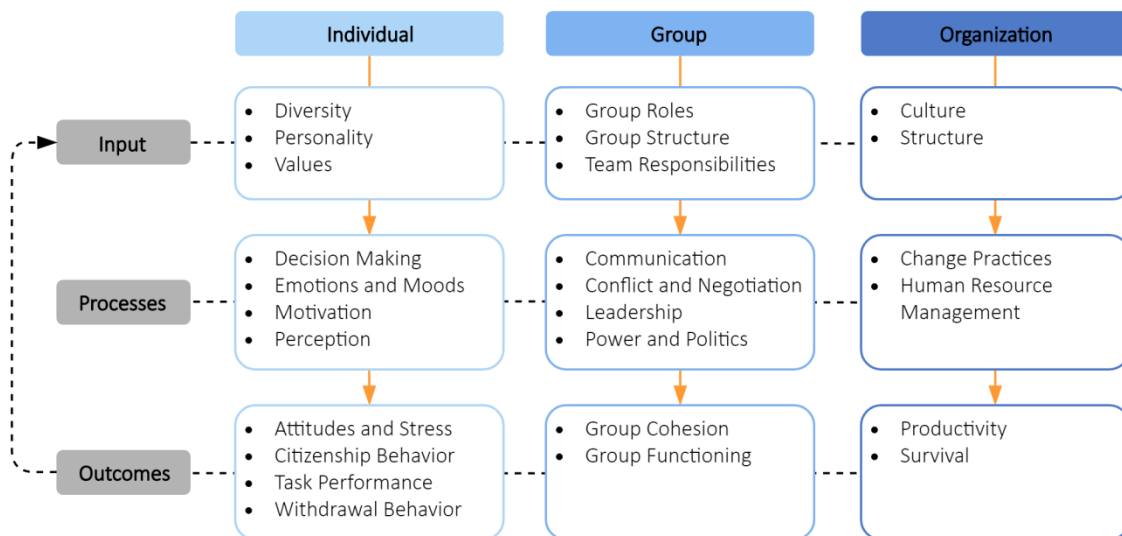 Individual
Group
Organization
Input
• Diversity
• Personality
• Values
• Group Roles
• Group Structure
• Team Responsibilities
• Culture
• Structure
Processes
• Decision Making
• Emotions and Moods
• Motivation
• Perception
• Communication
• Conflict and Negotiation
• Leadership
• Power and Politics
• Change Practices
• Human Resource
Management
Outcomes
• Attitudes and Stress
• Citizenship Behavior
• Task Performance
• Withdrawal Behavior
• Group Cohesion
• Group Functioning
• Productivity
• Survival